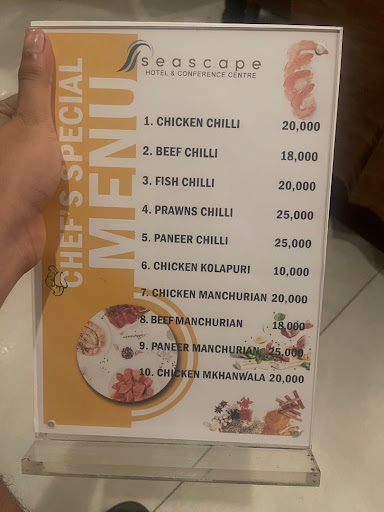 seascape
HOTEL & CONFERENCE CENTRE
CHEF'S SPECIAL
MENU
1. CHICKEN CHILLI 20,000
2. BEEF CHILLI 18,000
3. FISH CHILLI 20,000
4. PRAWNS CHILLI 25,000
5. PANEER CHILLI 25,000
6. CHICKEN KOLAPURI 10,000
7. CHICKEN MANCHURIAN 20,000
8. BEEF MANCHURIAN 18,000
9. PANEER MANCHURIAN 25,000
10. CHICKEN MKHANWALA 20,000